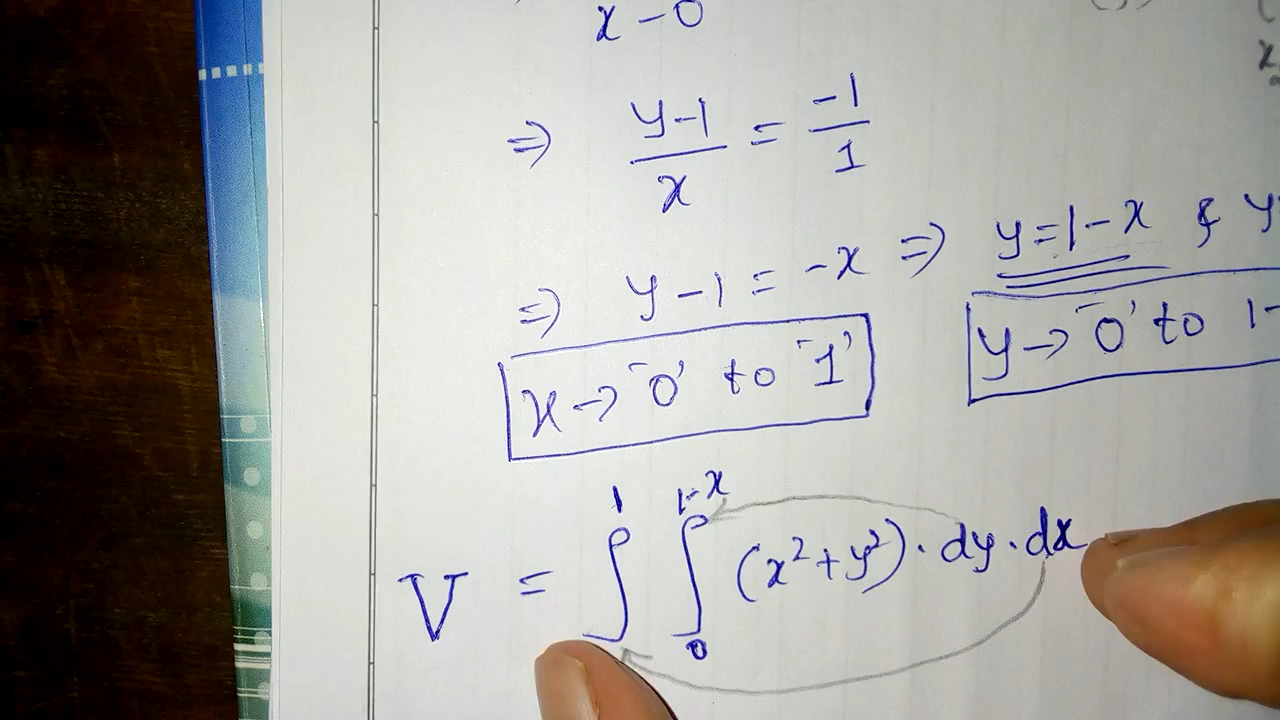 x - 0
⇒ (y-1)/x = -1/1
⇒ y - 1 = -x ⇒ y = 1 - x & y
x → '0' to '1'
y → '0' to 1-
V = ∫₀¹ ∫₀^(1-x) (x² + y²) · dy · dx